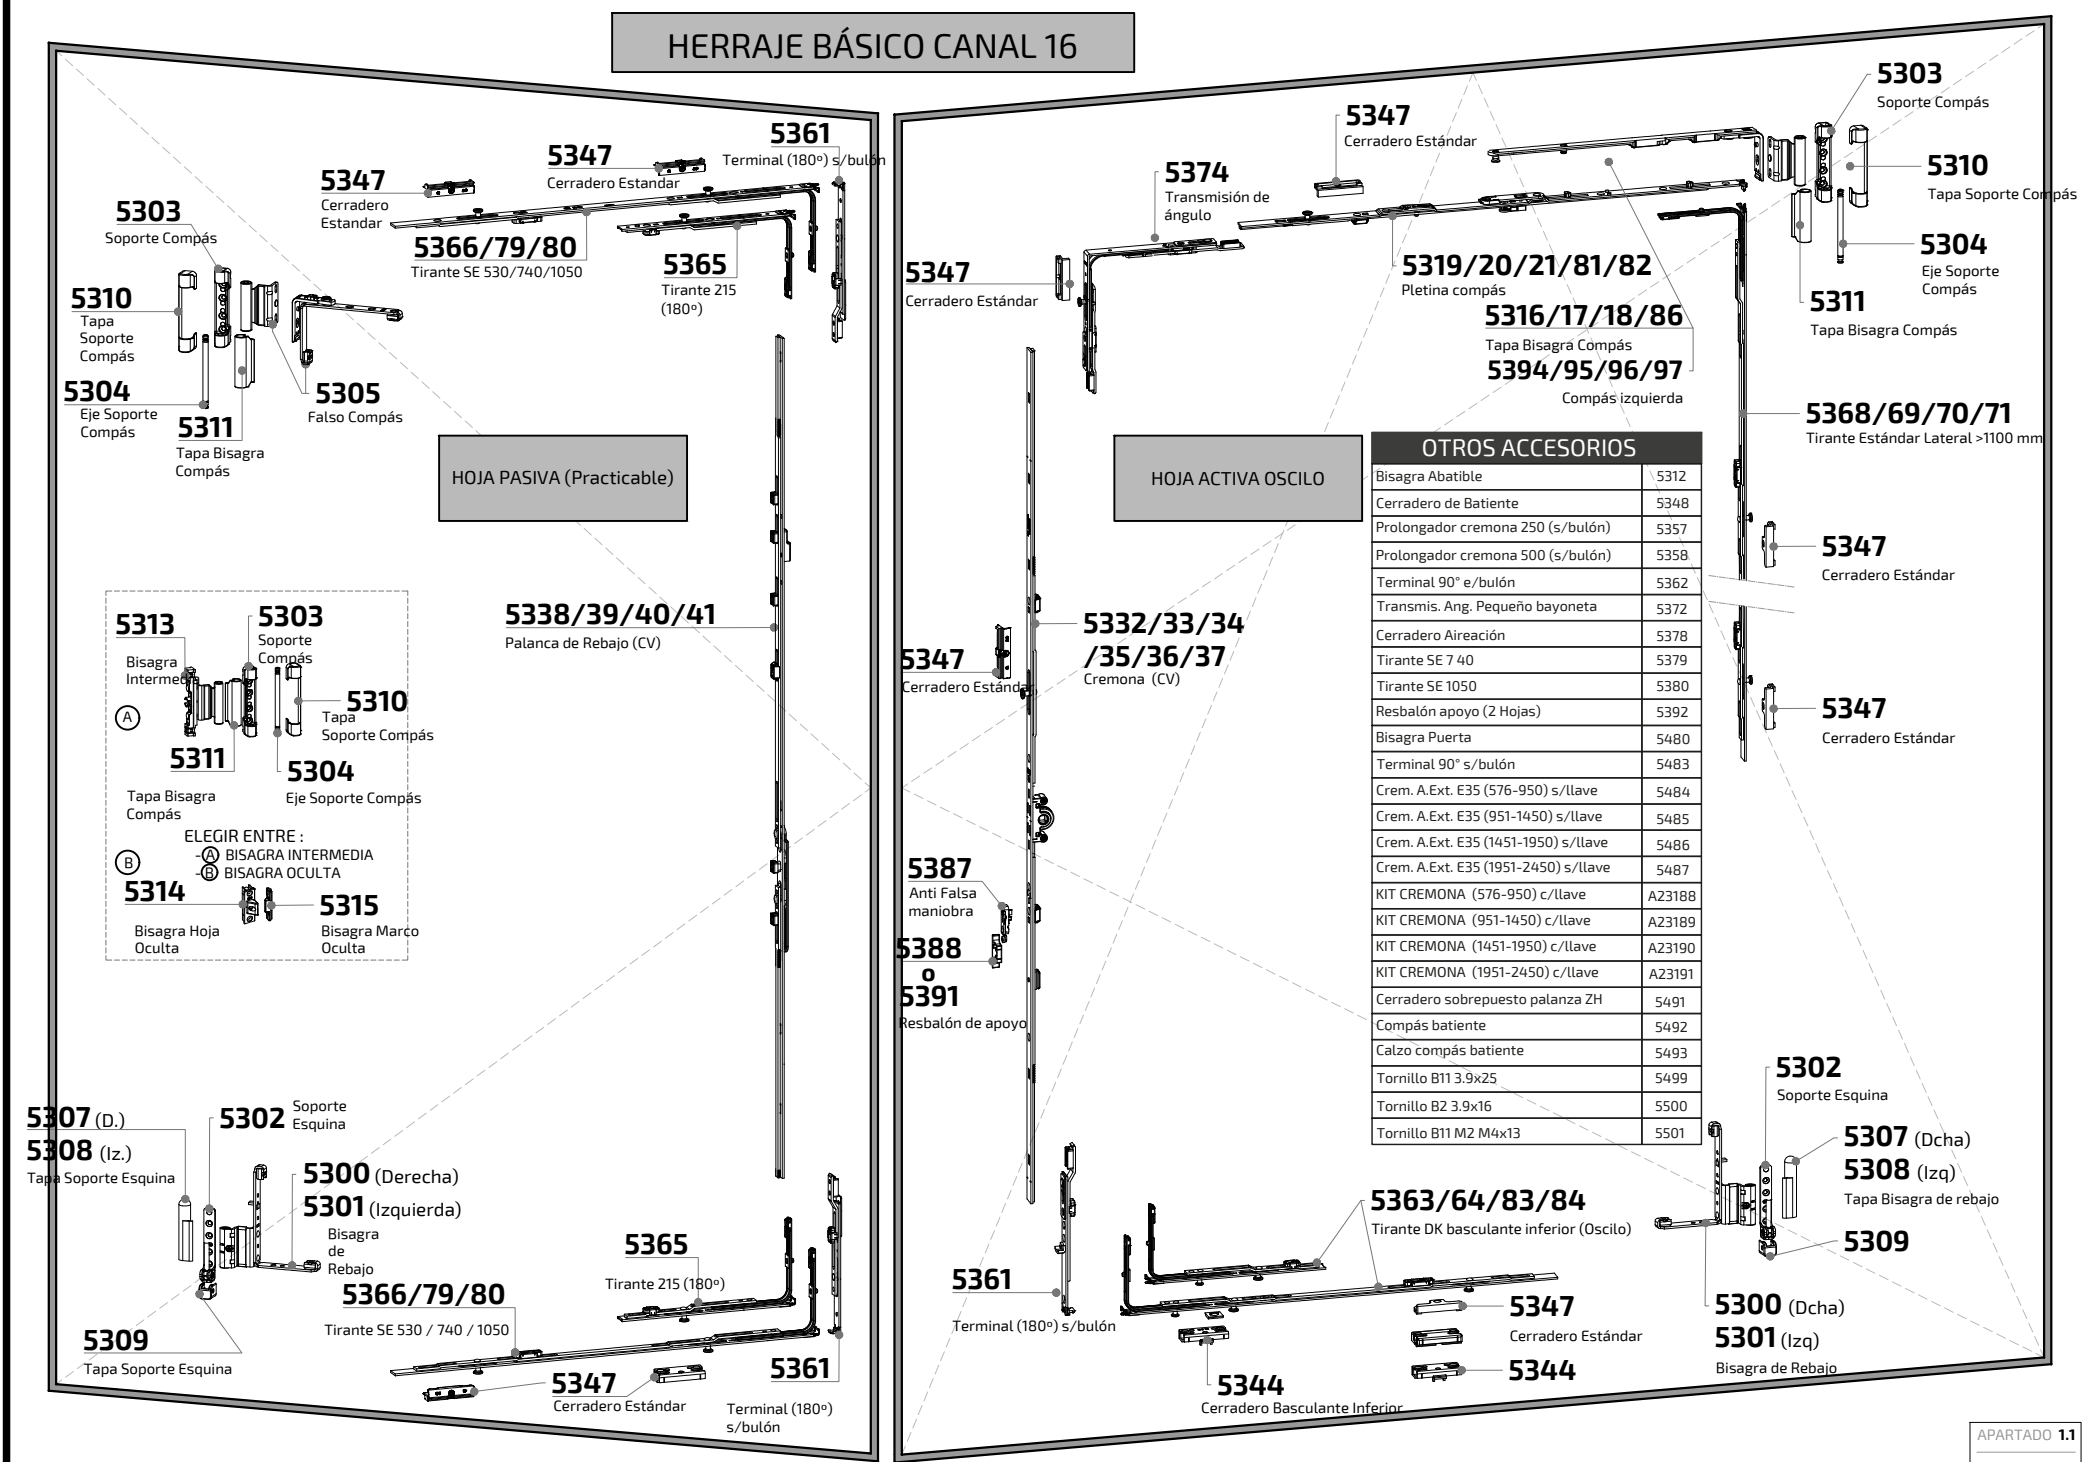 HERRAJE BÁSICO CANAL 16
5361
Terminal (180º) s/bulón
5347
Cerradero Estandar
5347
Cerradero
Estandar
5303
Soporte Compás
5366/79/80
Tirante SE 530/740/1050
5365
Tirante 215
(180º)
5310
Tapa
Soporte
Compás
5304
Eje Soporte
Compás
5311
Tapa Bisagra
Compás
5305
Falso Compás
HOJA PASIVA (Practicable)
5338/39/40/41
Palanca de Rebajo (CV)
5313
Bisagra
Intermed
5303
Soporte
Compás
A
5310
Tapa
Soporte Compás
5311
Tapa Bisagra
Compás
5304
Eje Soporte Compás
ELEGIR ENTRE :
-A BISAGRA INTERMEDIA
-B BISAGRA OCULTA
B
5314
Bisagra Hoja
Oculta
5315
Bisagra Marco
Oculta
5307 (D.)
5308 (Iz.)
Tapa Soporte Esquina
5302
Soporte
Esquina
5300 (Derecha)
5301 (Izquierda)
Bisagra
de
Rebajo
5309
Tapa Soporte Esquina
5365
Tirante 215 (180º)
5366/79/80
Tirante SE 530 / 740 / 1050
5347
Cerradero Estándar
5361
Terminal (180º)
s/bulón
5303
Soporte Compás
5347
Cerradero Estándar
5374
Transmisión de
ángulo
5310
Tapa Soporte Compás
5347
Cerradero Estándar
5319/20/21/81/82
Pletina compás
5304
Eje Soporte
Compás
5316/17/18/86
Tapa Bisagra Compás
5394/95/96/97
Compás izquierda
5311
Tapa Bisagra Compás
5368/69/70/71
Tirante Estándar Lateral >1100 mm
HOJA ACTIVA OSCILO
OTROS ACCESORIOS
Bisagra Abatible 5312
Cerradero de Batiente 5348
Prolongador cremona 250 (s/bulón) 5357
Prolongador cremona 500 (s/bulón) 5358
Terminal 90° e/bulón 5362
Transmis. Ang. Pequeño bayoneta 5372
Cerradero Aireación 5378
Tirante SE 7 40 5379
Tirante SE 1050 5380
Resbalón apoyo (2 Hojas) 5392
Bisagra Puerta 5480
Terminal 90° s/bulón 5483
Crem. A.Ext. E35 (576-950) s/llave 5484
Crem. A.Ext. E35 (951-1450) s/llave 5485
Crem. A.Ext. E35 (1451-1950) s/llave 5486
Crem. A.Ext. E35 (1951-2450) s/llave 5487
KIT CREMONA (576-950) c/llave A23188
KIT CREMONA (951-1450) c/llave A23189
KIT CREMONA (1451-1950) c/llave A23190
KIT CREMONA (1951-2450) c/llave A23191
Cerradero sobrepuesto palanza ZH 5491
Compás batiente 5492
Calzo compás batiente 5493
Tornillo B11 3.9x25 5499
Tornillo B2 3.9x16 5500
Tornillo B11 M2 M4x13 5501
5347
Cerradero Estándar
5347
Cerradero Estándar
5332/33/34
/35/36/37
Cremona (CV)
5347
Cerradero Estándar
5387
Anti Falsa
maniobra
5388
o
5391
Resbalón de apoyo
5302
Soporte Esquina
5307 (Dcha)
5308 (Izq)
Tapa Bisagra de rebajo
5309
5300 (Dcha)
5301 (Izq)
Bisagra de Rebajo
5363/64/83/84
Tirante DK basculante inferior (Oscilo)
5361
Terminal (180º) s/bulón
5347
Cerradero Estándar
5344
5344
Cerradero Basculante Inferior
APARTADO 1.1